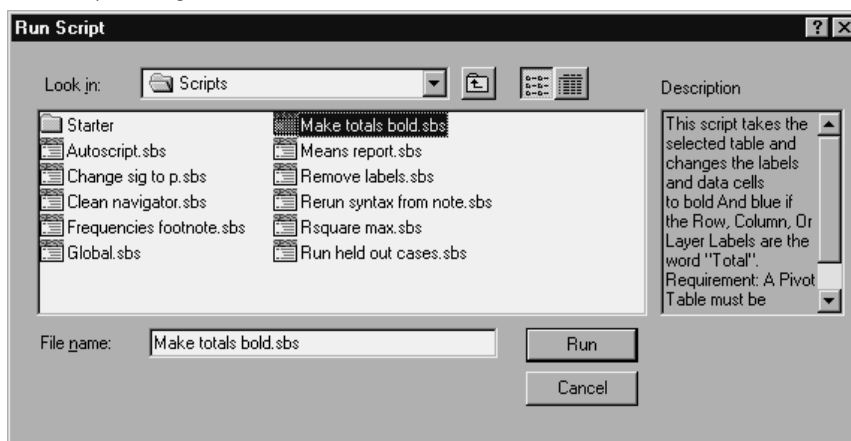 Run Script
Look in:
Scripts
Description
Starter
Autoscript.sbs
Change sig to p.sbs
Clean navigator.sbs
Frequencies footnote.sbs
Global.sbs
Make totals bold.sbs
Means report.sbs
Remove labels.sbs
Rerun syntax from note.sbs
Rsquare max.sbs
Run held out cases.sbs
This script takes the
selected table and
changes the labels
and data cells
to bold And blue if
the Row, Column, Or
Layer Labels are the
word "Total".
Requirement: A Pivot
Table must be
File name:
Make totals bold.sbs
Run
Cancel